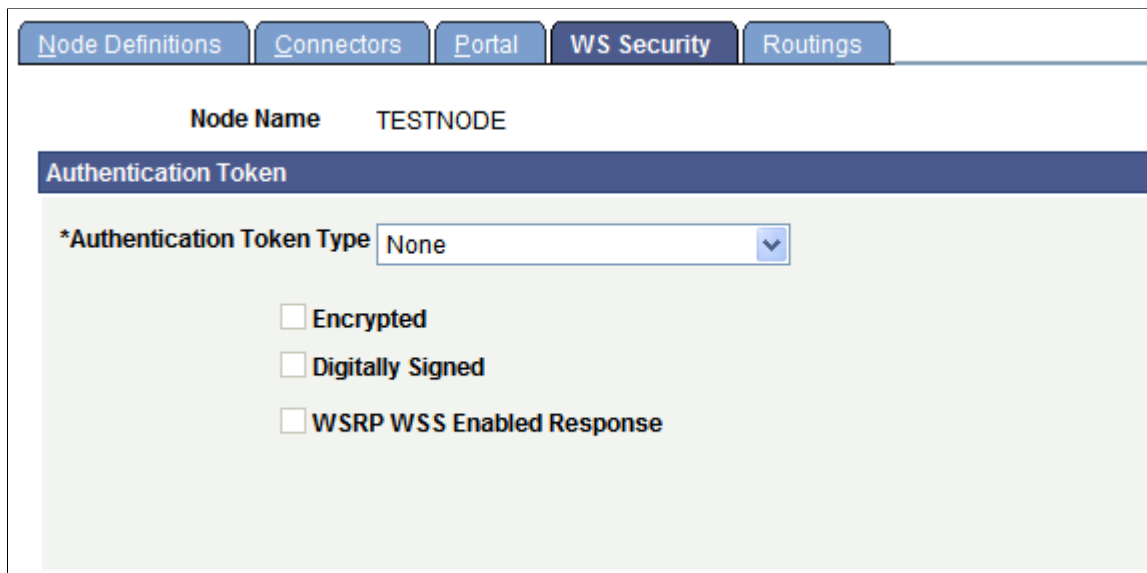 Node Definitions Connectors Portal WS Security Routings
Node Name TESTNODE
Authentication Token
*Authentication Token Type None
Encrypted
Digitally Signed
WSRP WSS Enabled Response